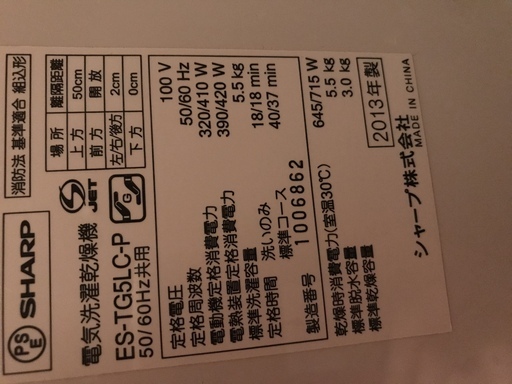 PS E SHARP
消防法 基準適合 組込形
電気洗濯乾燥機
ES-TG5LC-P
50/60Hz共用
JET
G
場所 離隔距離
上方 50cm
前方 開放
左/右/後方 2cm
下方 0cm
定格電圧 100 V
定格周波数 50/60 Hz
電動機定格消費電力 320/410 W
電熱装置定格消費電力 390/420 W
標準洗濯容量 5.5 kg
定格時間 洗いのみ 18/18 min
標準コース 40/37 min
製造番号 1006862
乾燥時消費電力(室温30℃) 645/715 W
標準脱水容量 5.5 kg
標準乾燥容量 3.0 kg
2013年製
シャープ株式会社
MADE IN CHINA